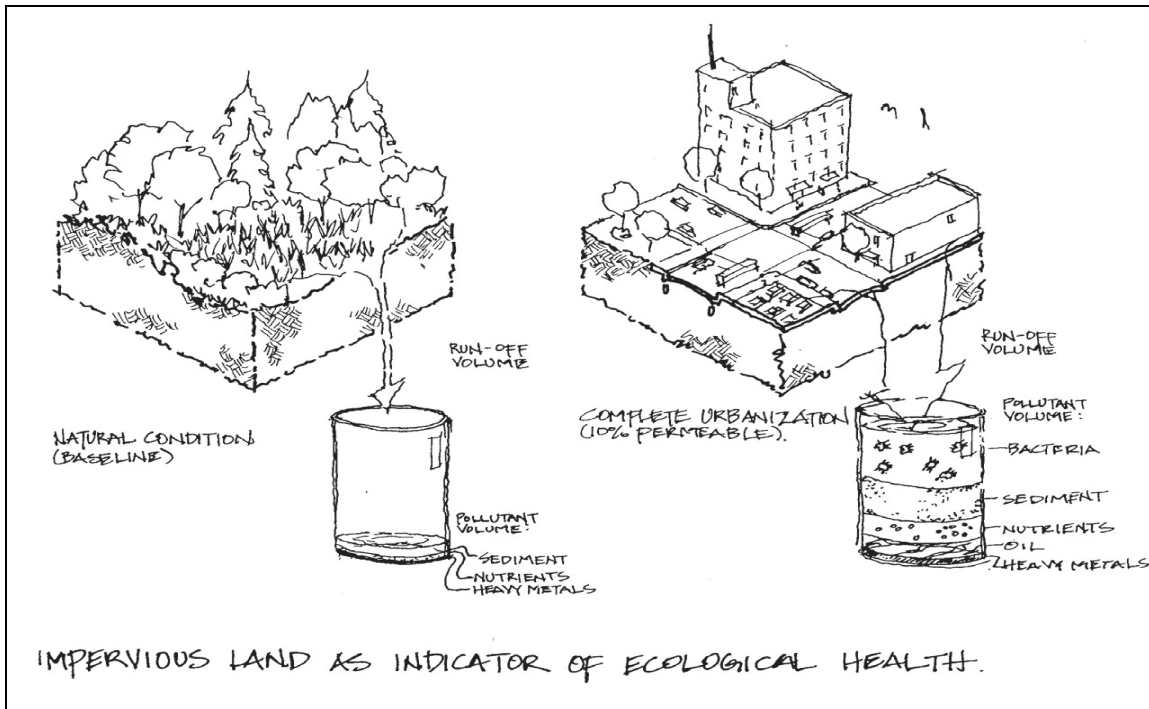 RUN-OFF
VOLUME
NATURAL CONDITION
(BASELINE)
POLLUTANT
VOLUME:
SEDIMENT
NUTRIENTS
HEAVY METALS
RUN-OFF
VOLUME
COMPLETE URBANIZATION
(10% PERMEABLE).
POLLUTANT
VOLUME:
BACTERIA
SEDIMENT
NUTRIENTS
OIL
HEAVY METALS
IMPERVIOUS LAND AS INDICATOR OF ECOLOGICAL HEALTH.